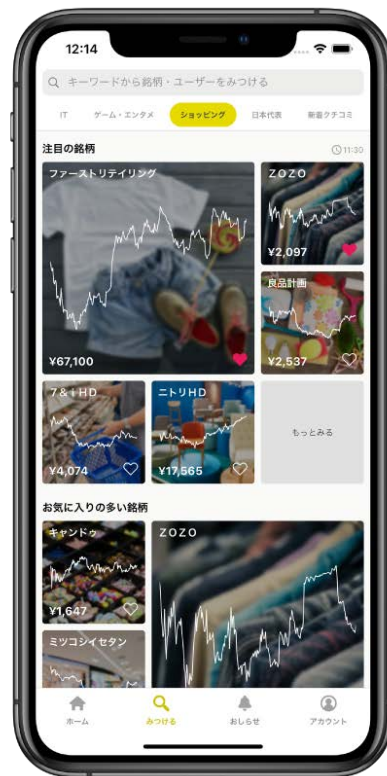 12:14
キーワードから銘柄・ユーザーをみつける
IT ゲーム・エンタメ ショッピング 日本代表 新着クチコミ
注目の銘柄 11:30
ファーストリテイリング
¥67,100
ZOZO
¥2,097
良品計画
¥2,537
7&iHD
¥4,074
ニトリHD
¥17,565
もっとみる
お気に入りの多い銘柄
キャンドゥ
¥1,647
ZOZO
ミツコシイセタン
ホーム みつける おしらせ アカウント